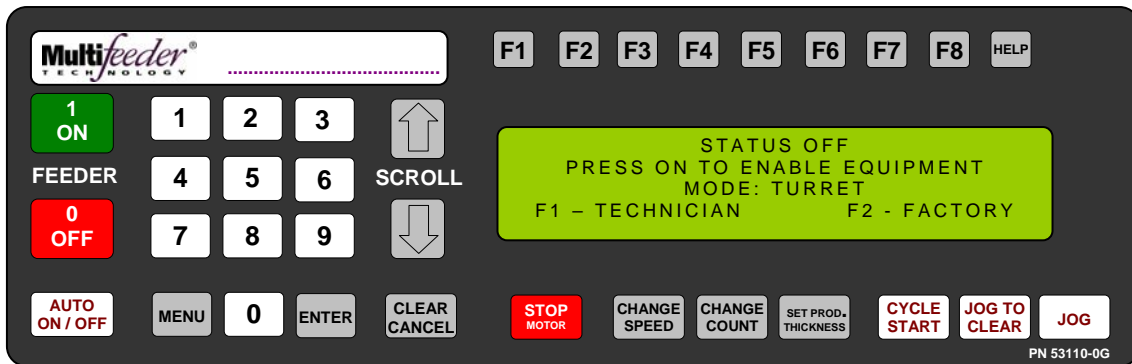 Multifeeder®
TECHNOLOGY
F1 F2 F3 F4 F5 F6 F7 F8 HELP
1
ON
FEEDER
0
OFF
1 2 3
4 5 6
7 8 9
SCROLL
STATUS OFF
PRESS ON TO ENABLE EQUIPMENT
MODE: TURRET
F1 – TECHNICIAN F2 - FACTORY
AUTO
ON / OFF
MENU
0
ENTER
CLEAR
CANCEL
STOP
MOTOR
CHANGE
SPEED
CHANGE
COUNT
SET PROD.
THICKNESS
CYCLE
START
JOG TO
CLEAR
JOG
PN 53110-0G